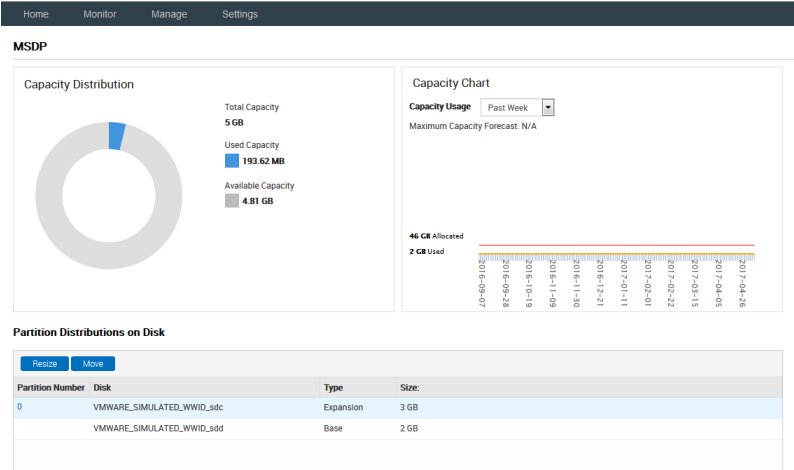 Home Monitor Manage Settings
MSDP
Capacity Distribution
Total Capacity
5 GB
Used Capacity
193.62 MB
Available Capacity
4.81 GB
Capacity Chart
Capacity Usage Past Week
Maximum Capacity Forecast: N/A
46 GB Allocated
2 GB Used
2016-09-07
2016-09-28
2016-10-19
2016-11-09
2016-11-30
2016-12-21
2017-01-11
2017-02-01
2017-02-22
2017-03-15
2017-04-05
2017-04-26
Partition Distributions on Disk
Resize Move
Partition Number Disk Type Size:
0 VMWARE_SIMULATED_WWID_sdc Expansion 3 GB
VMWARE_SIMULATED_WWID_sdd Base 2 GB